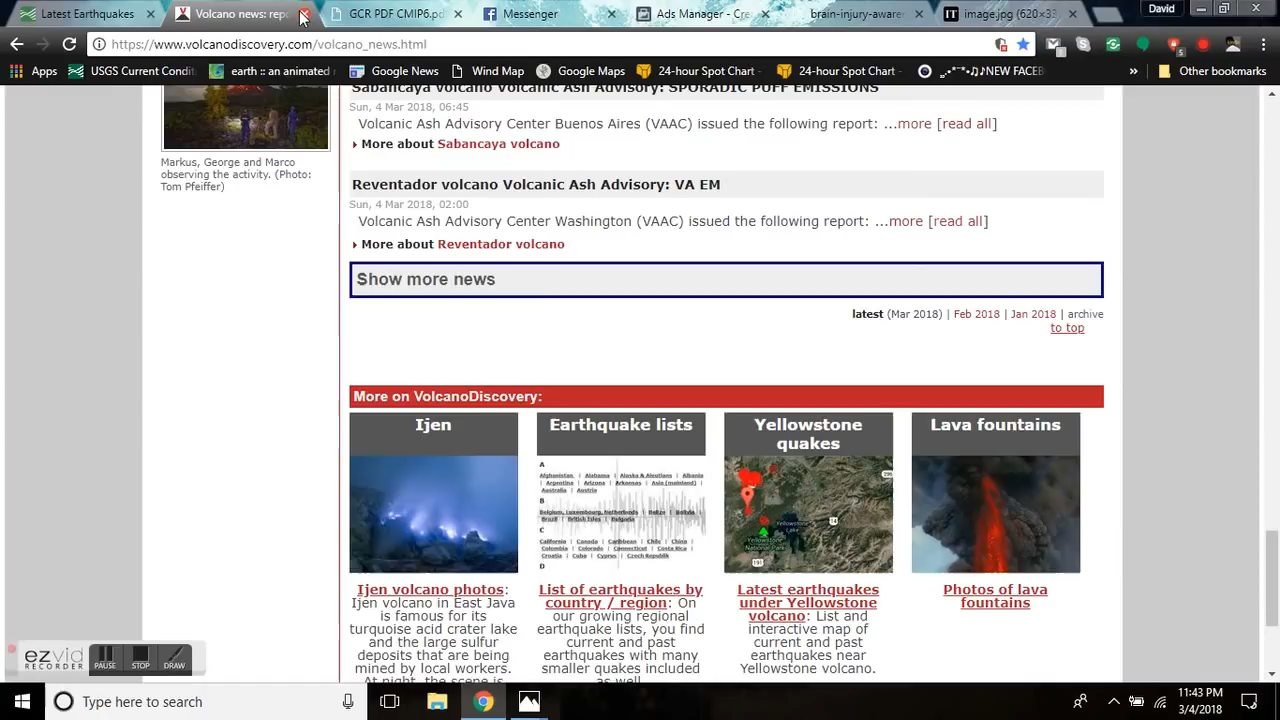 Latest Earthquakes
Volcano news: repo
GCR PDF CMIP6.pd
Messenger
Ads Manager - Cre
brain-injury-aware
image.jpg (620×33
David
https://www.volcanodiscovery.com/volcano_news.html
Apps
USGS Current Condit
earth :: an animated
Google News
Wind Map
Google Maps
24-hour Spot Chart -
24-hour Spot Chart -
NEW FACEB
Other bookmarks
Sabancaya volcano Volcanic Ash Advisory: SPORADIC PUFF EMISSIONS
Sun, 4 Mar 2018, 06:45
Volcanic Ash Advisory Center Buenos Aires (VAAC) issued the following report: ...more [read all]
More about Sabancaya volcano
Markus, George and Marco
observing the activity. (Photo:
Tom Pfeiffer)
Reventador volcano Volcanic Ash Advisory: VA EM
Sun, 4 Mar 2018, 02:00
Volcanic Ash Advisory Center Washington (VAAC) issued the following report: ...more [read all]
More about Reventador volcano
Show more news
latest (Mar 2018) | Feb 2018 | Jan 2018 | archive
to top
More on VolcanoDiscovery:
Ijen
Earthquake lists
Yellowstone
quakes
Lava fountains
Ijen volcano photos:
Ijen volcano in East Java
is famous for its
turquoise acid crater lake
and the large sulfur
deposits that are being
mined by local workers.
At night, the scene is
List of earthquakes by
country / region: On
our growing regional
earthquake lists, you find
current and past
earthquakes with many
smaller quakes included
as well.
Latest earthquakes
under Yellowstone
volcano: List and
interactive map of
current and past
quakes near
Yellowstone volcano.
Photos of lava
fountains
ezvid
RECORDER
PAUSE
STOP
DRAW
Type here to search
11:43 PM
3/4/2018